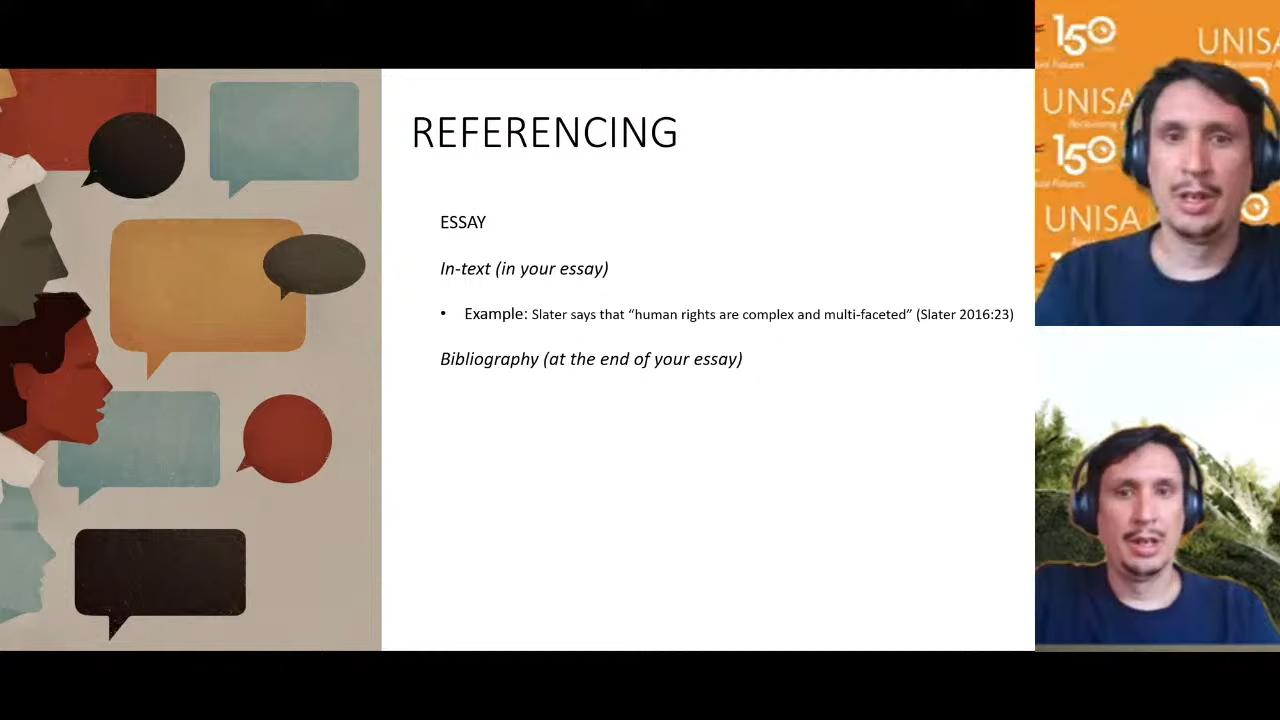 REFERENCING
ESSAY
In-text (in your essay)
• Example: Slater says that “human rights are complex and multi-faceted” (Slater 2016:23)
Bibliography (at the end of your essay)
150
UNISA
UNISA
150
UNISA